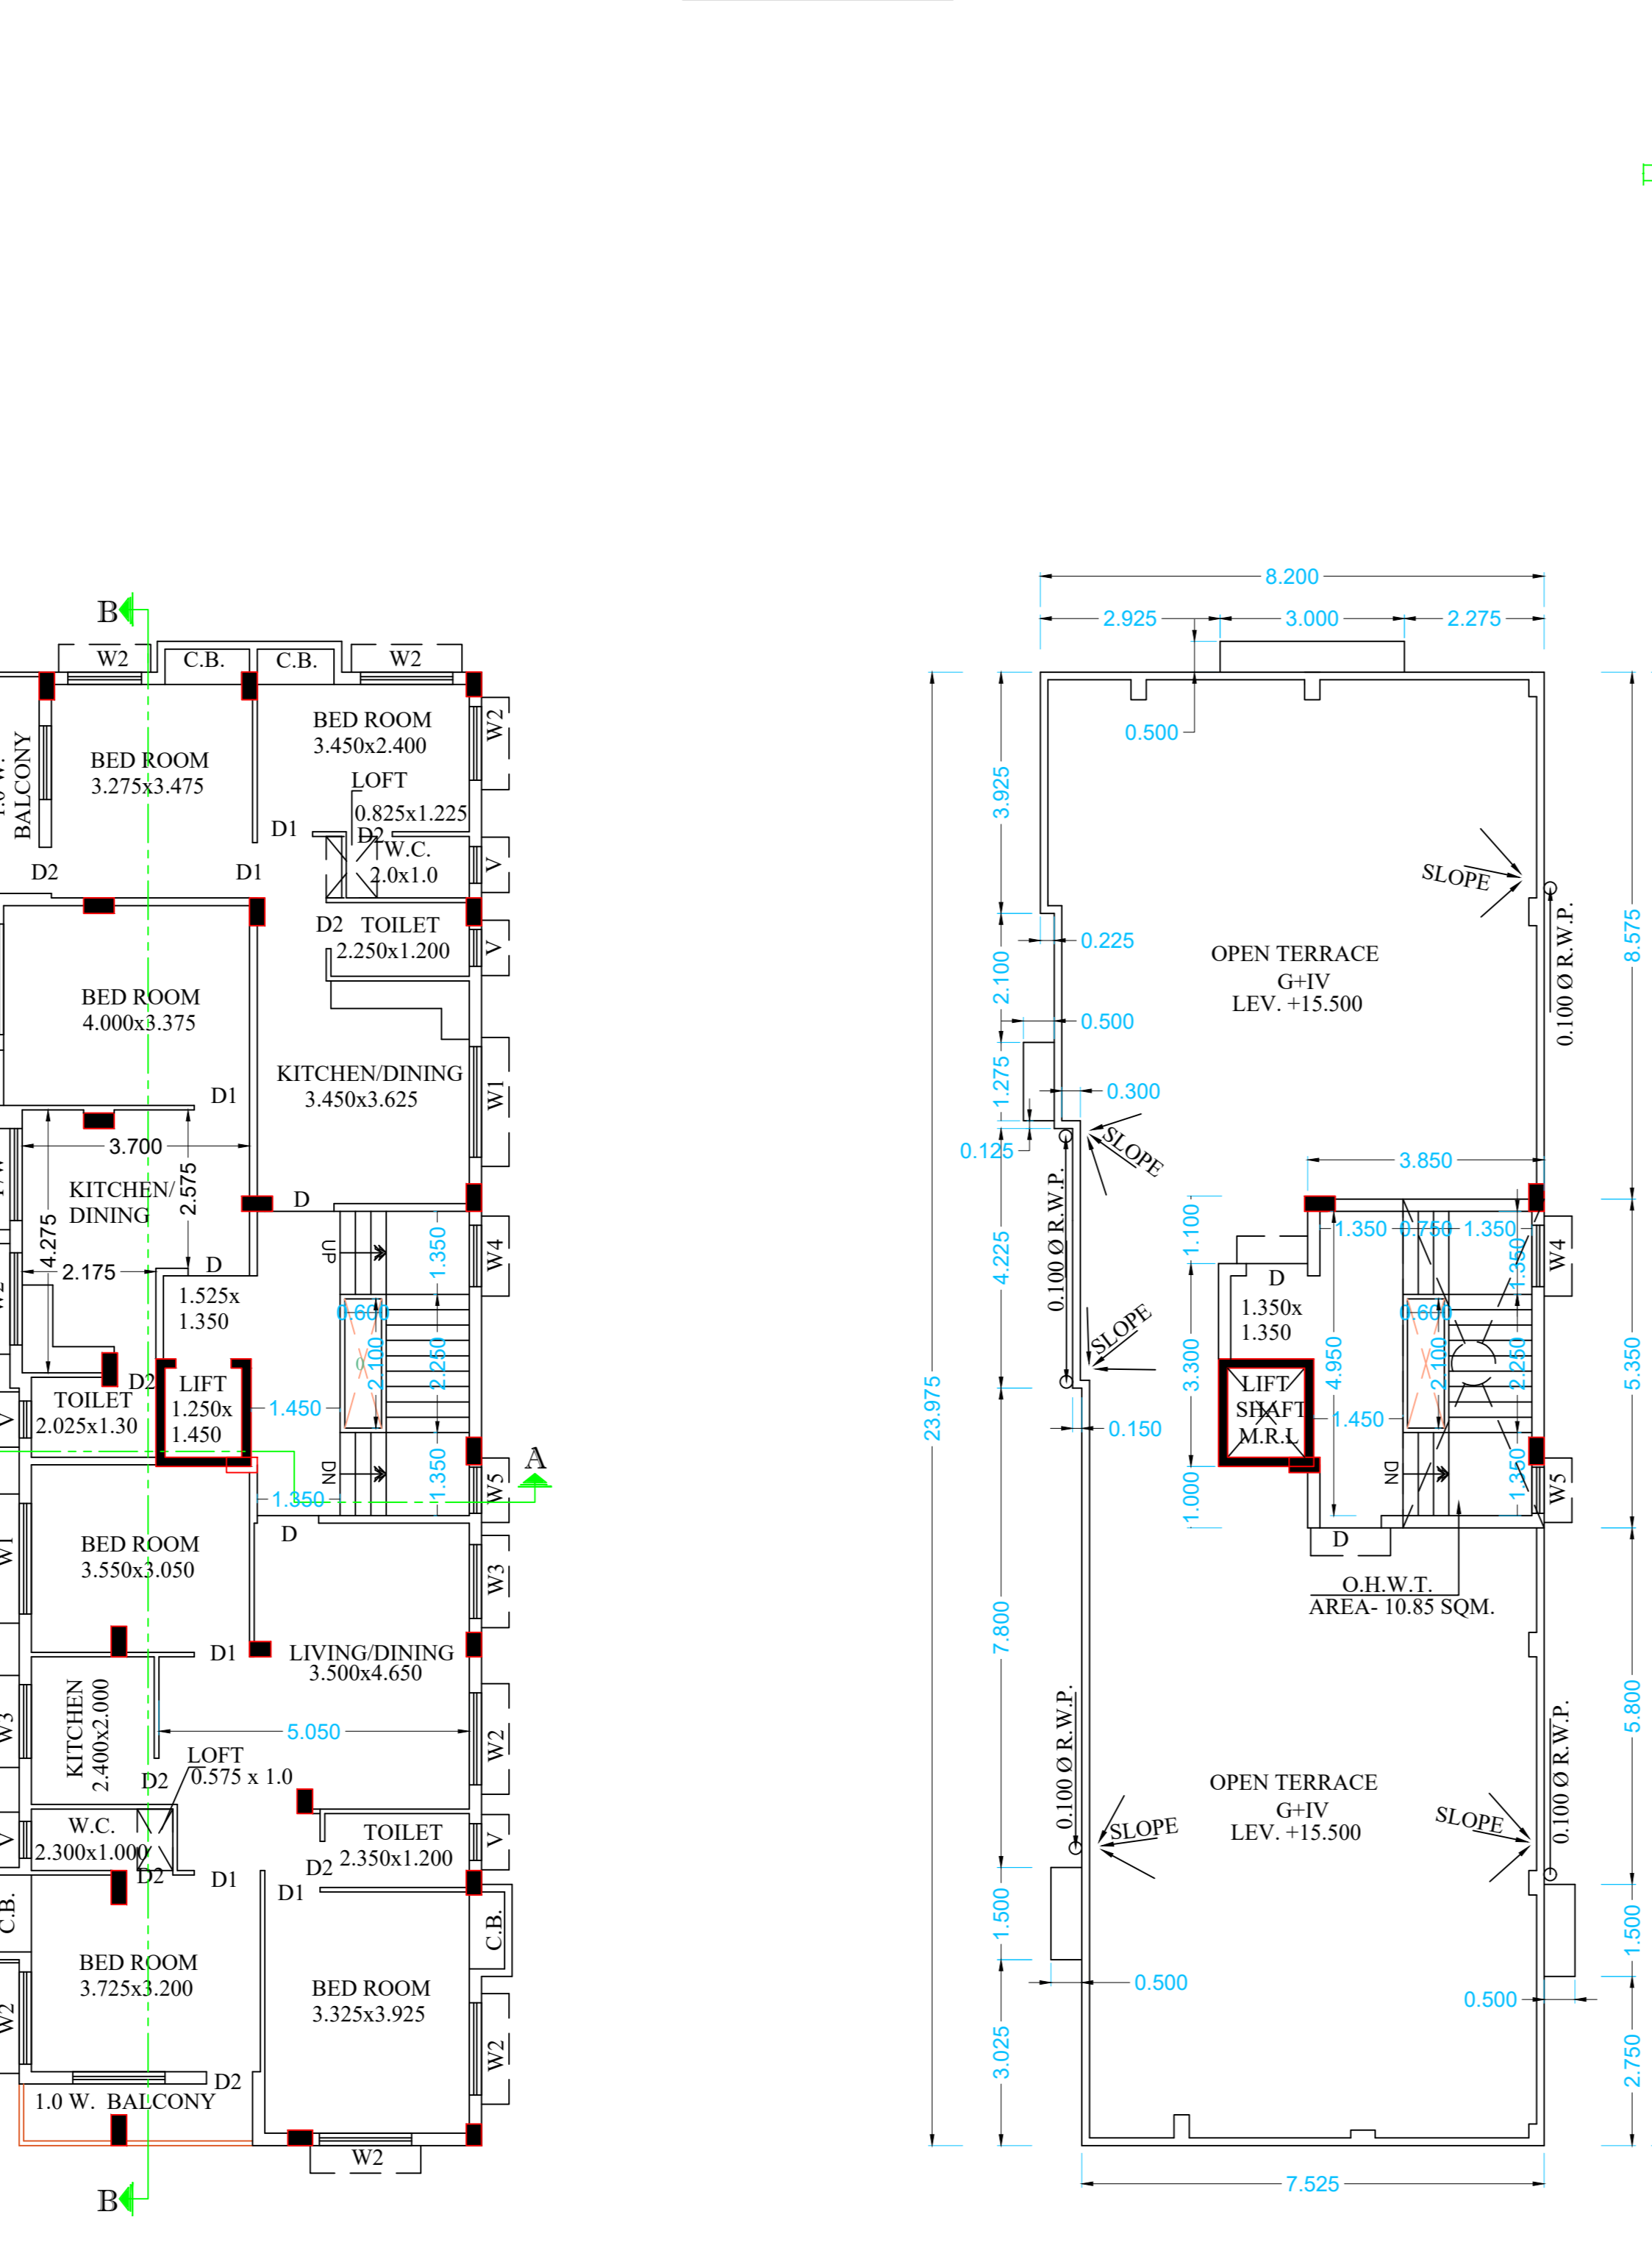 B
W2
C.B.
C.B.
W2
BED ROOM
3.450x2.400
W2
BED ROOM
3.275x3.475
BALCONY
LOFT
0.825x1.225
D1
D2
W.C.
2.0x1.0
V
D2
D1
D2
TOILET
2.250x1.200
V
BED ROOM
4.000x3.375
KITCHEN/DINING
3.450x3.625
W1
D1
3.700
2.575
KITCHEN/
DINING
4.275
2.175
D
D
UP
1.350
W4
1.525x
1.350
0.600
2.100
2.250
D2
TOILET
2.025x1.30
V
LIFT
1.250x
1.450
1.450
DN
1.350
1.350
W5
A
D
BED ROOM
3.550x3.050
W1
W3
D1
LIVING/DINING
3.500x4.650
KITCHEN
2.400x2.000
W3
5.050
W2
LOFT
0.575 x 1.0
D2
W.C.
2.300x1.000
V
D2
TOILET
2.350x1.200
V
D2
D1
D1
C.B.
C.B.
BED ROOM
3.725x3.200
BED ROOM
3.325x3.925
W2
W2
D2
1.0 W. BALCONY
W2
B
8.200
2.925
3.000
2.275
0.500
3.925
SLOPE
0.100 Ø R.W.P.
8.575
0.225
2.100
OPEN TERRACE
G+IV
LEV. +15.500
0.500
1.275
0.300
0.125
SLOPE
0.100 Ø R.W.P.
3.850
1.100
1.350
0.750
1.350
1.350
W4
D
1.350x
1.350
4.225
SLOPE
0.600
2.100
2.250
4.950
3.300
5.350
23.975
LIFT
SHAFT
M.R.L
1.450
0.150
DN
1.350
W5
1.000
D
O.H.W.T.
AREA- 10.85 SQM.
7.800
0.100 Ø R.W.P.
5.800
0.100 Ø R.W.P.
OPEN TERRACE
G+IV
LEV. +15.500
SLOPE
SLOPE
1.500
1.500
0.500
0.500
3.025
2.750
7.525